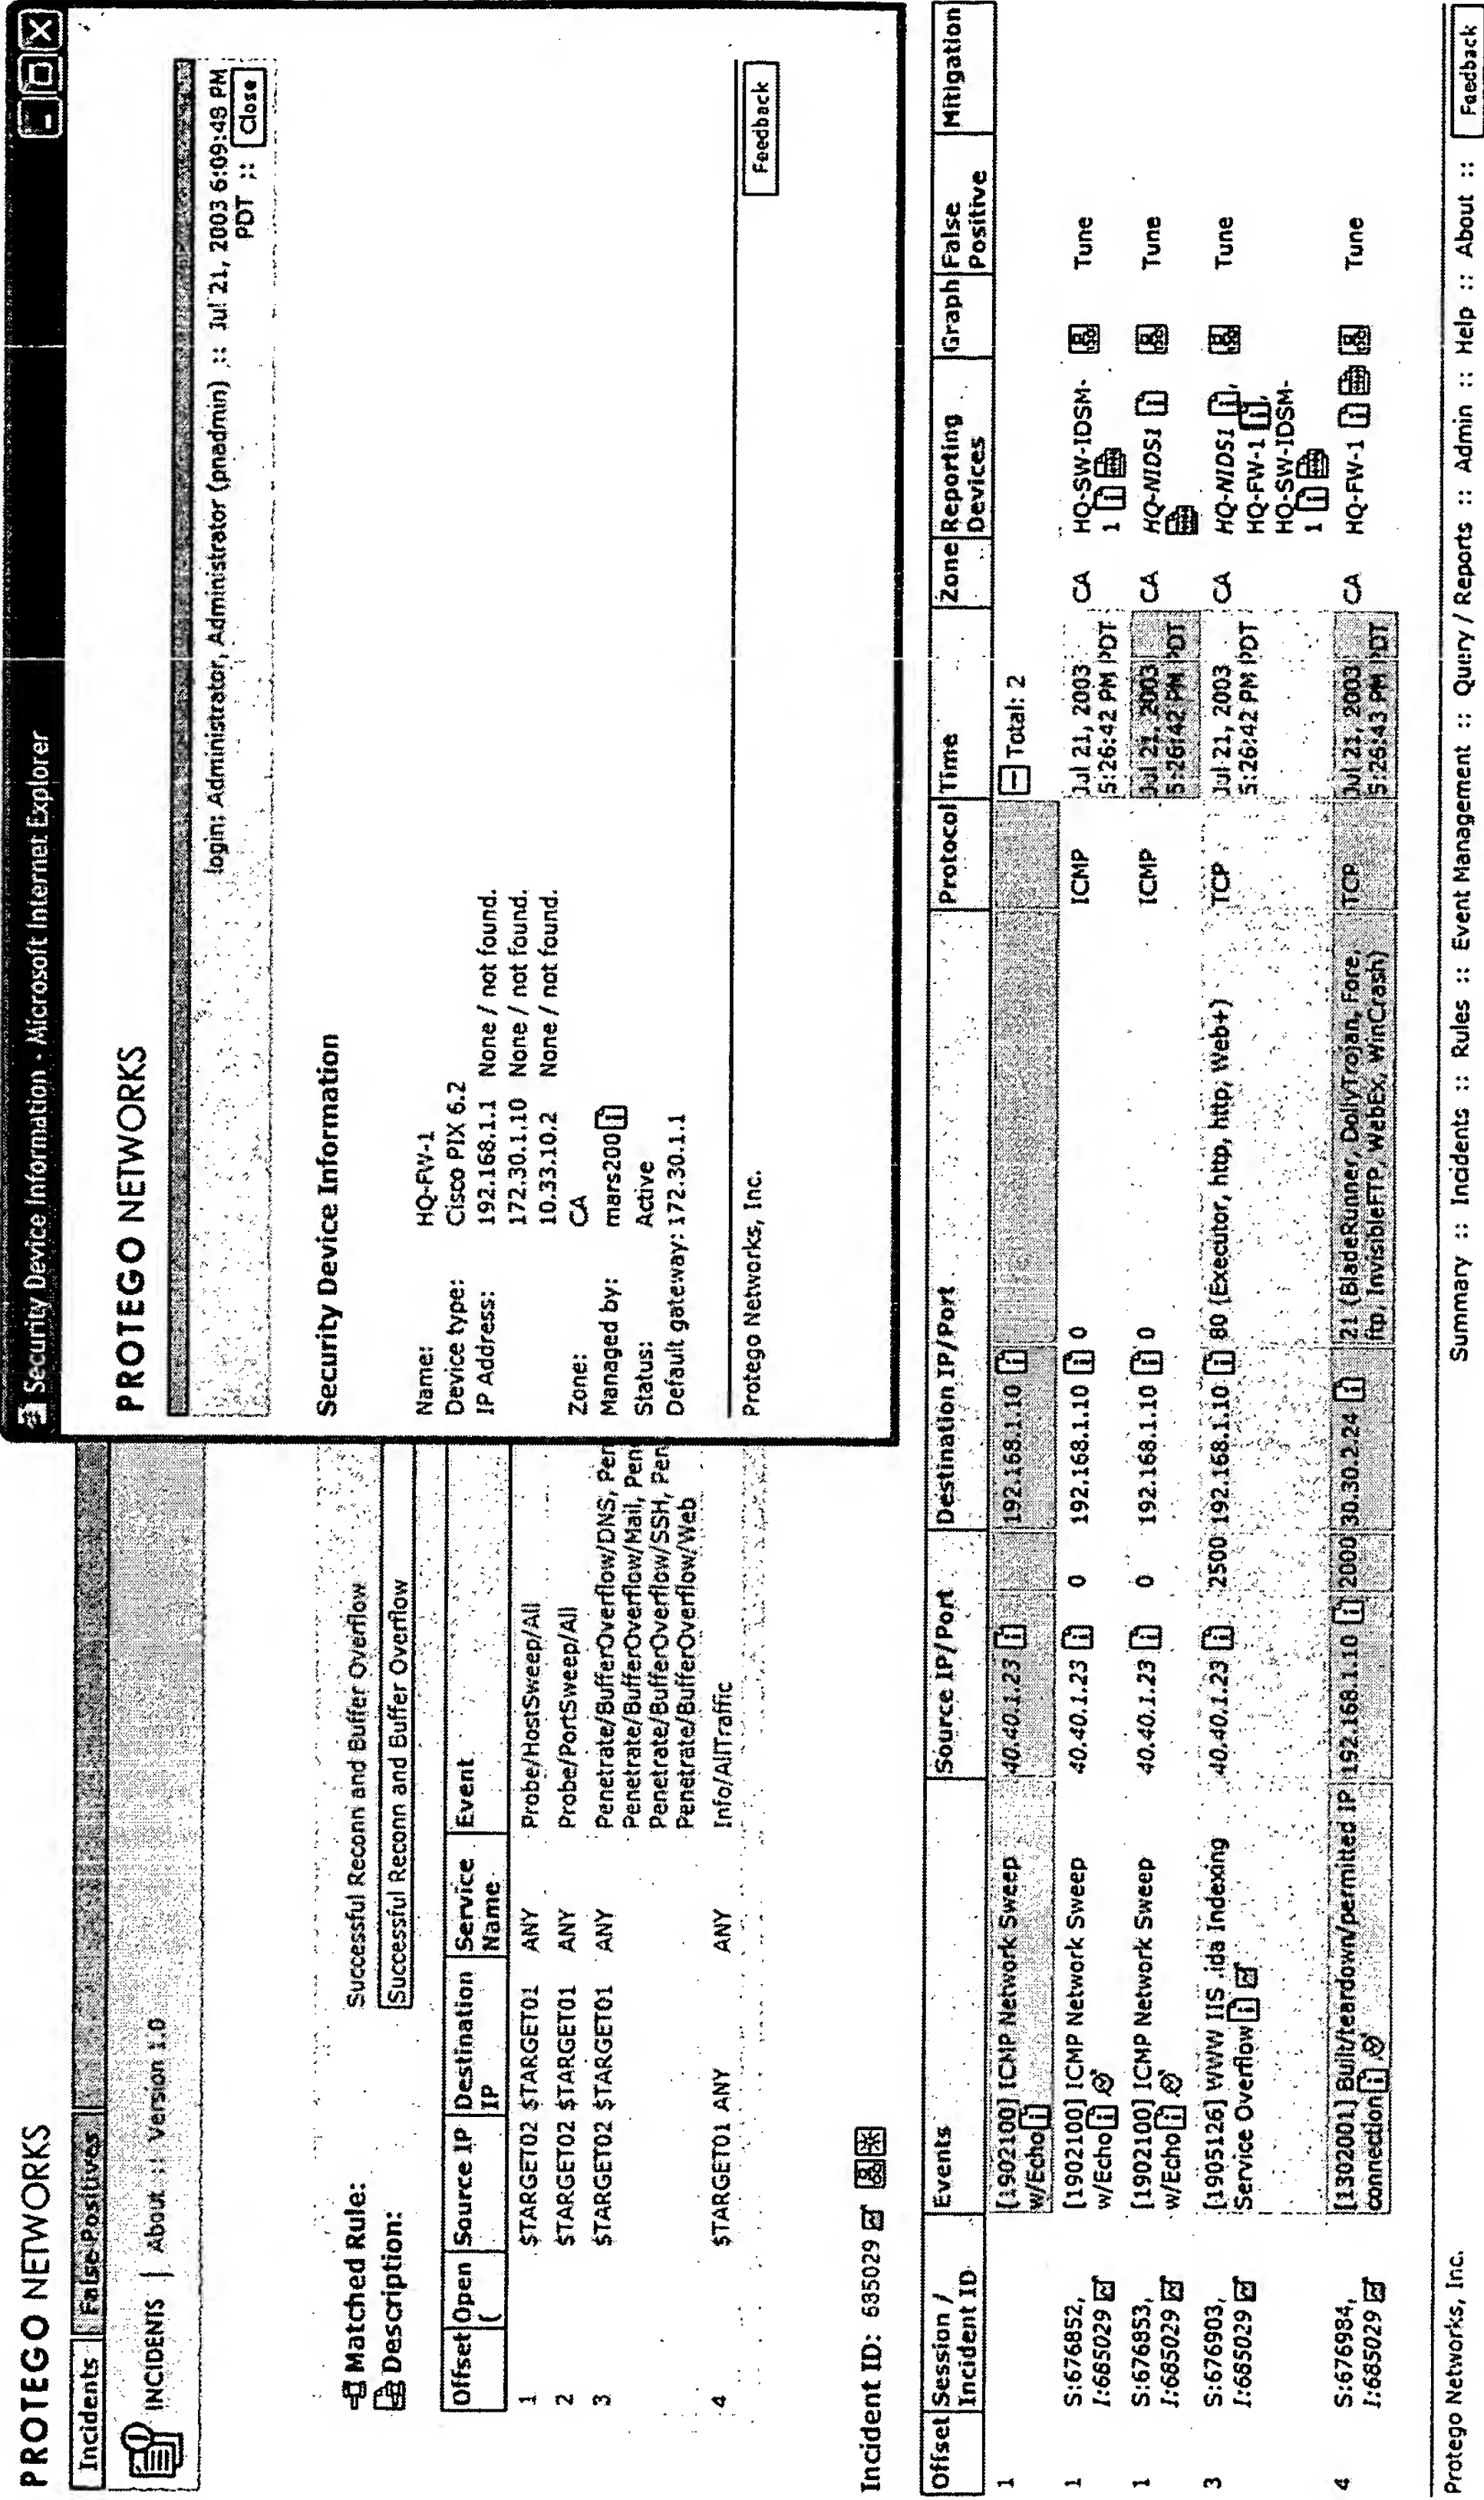 PROTEGO NETWORKS
Incidents False Positives
INCIDENTS | About :: Version 1.0
Matched Rule: Successful Reconn and Buffer Overflow
Description: Successful Reconn and Buffer Overflow
Offset Open ( Source IP Destination IP Service Name Event
1 $TARGET02 $TARGET01 ANY Probe/HostSweep/All
2 $TARGET02 $TARGET01 ANY Probe/PortSweep/All
3 $TARGET02 $TARGET01 ANY Penetrate/BufferOverflow/DNS, Pen
Penetrate/BufferOverflow/Mail, Pen
Penetrate/BufferOverflow/SSH, Pen
Penetrate/BufferOverflow/Web
4 $TARGET01 ANY ANY Info/AllTraffic
Security Device Information - Microsoft Internet Explorer
PROTEGO NETWORKS
login: Administrator, Administrator (pnadmin) :: Jul 21, 2003 6:09:48 PM
PDT :: Close
Security Device Information
Name: HQ-FW-1
Device type: Cisco PIX 6.2
IP Address: 192.168.1.1 None / not found.
172.30.1.10 None / not found.
10.33.10.2 None / not found.
Zone: CA
Managed by: mars200
Status: Active
Default gateway: 172.30.1.1
Protego Networks, Inc.
Feedback
Incident ID: 685029
Offset Session / Incident ID Events Source IP/Port Destination IP/Port Protocol Time Zone Reporting Devices Graph False Positive Mitigation
1 [1902100] ICMP Network Sweep 40.40.1.23 192.168.1.10 Total: 2
w/Echo
1 S:676852, [1902100] ICMP Network Sweep 40.40.1.23 0 192.168.1.10 0 ICMP Jul 21, 2003 CA HQ-SW-IDSM- Tune
I:685029 w/Echo 5:26:42 PM PDT 1
1 S:676853, [1902100] ICMP Network Sweep 40.40.1.23 0 192.168.1.10 0 ICMP Jul 21, 2003 CA HQ-NIDS1 Tune
I:685029 w/Echo 5:26:42 PM PDT
3 S:676903, [1905126] WWW IIS .ida Indexing 40.40.1.23 2500 192.168.1.10 80 (Executor, http, http, Web+) TCP Jul 21, 2003 CA HQ-NIDS1 , Tune
I:685029 Service Overflow 5:26:42 PM PDT HQ-FW-1 ,
HQ-SW-IDSM-
1
4 S:676984, [1302001] Built/teardown/permitted IP 192.168.1.10 2000 30.30.2.24 21 (BladeRunner, DollyTrojan, Fore, TCP Jul 21, 2003 CA HQ-FW-1 Tune
I:685029 connection ftp, InvisibleFTP, WebEx, WinCrash) 5:26:43 PM PDT
Protego Networks, Inc. Summary :: Incidents :: Rules :: Event Management :: Query / Reports :: Admin :: Help :: About :: Feedback